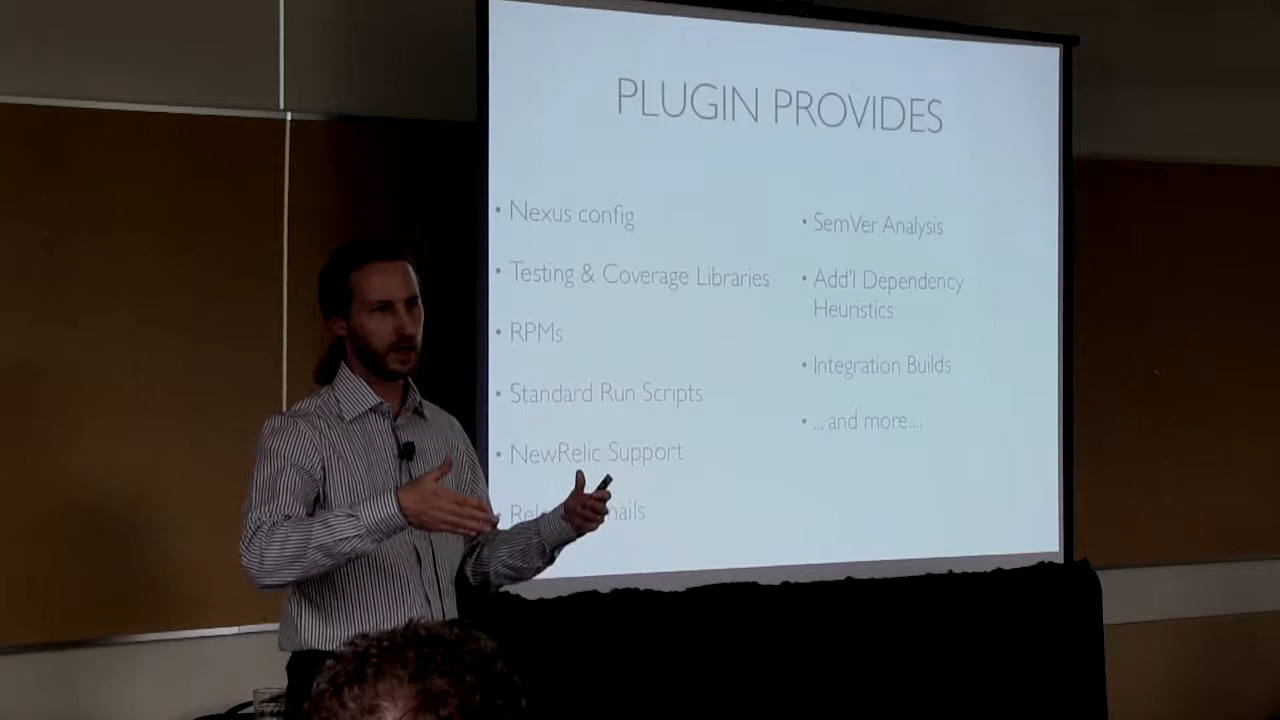 PLUGIN PROVIDES
• Nexus config
• Testing & Coverage Libraries
• RPMs
• Standard Run Scripts
• NewRelic Support
• SemVer Analysis
• Add'l Dependency
Heuristics
• Integration Builds
• ... and more....